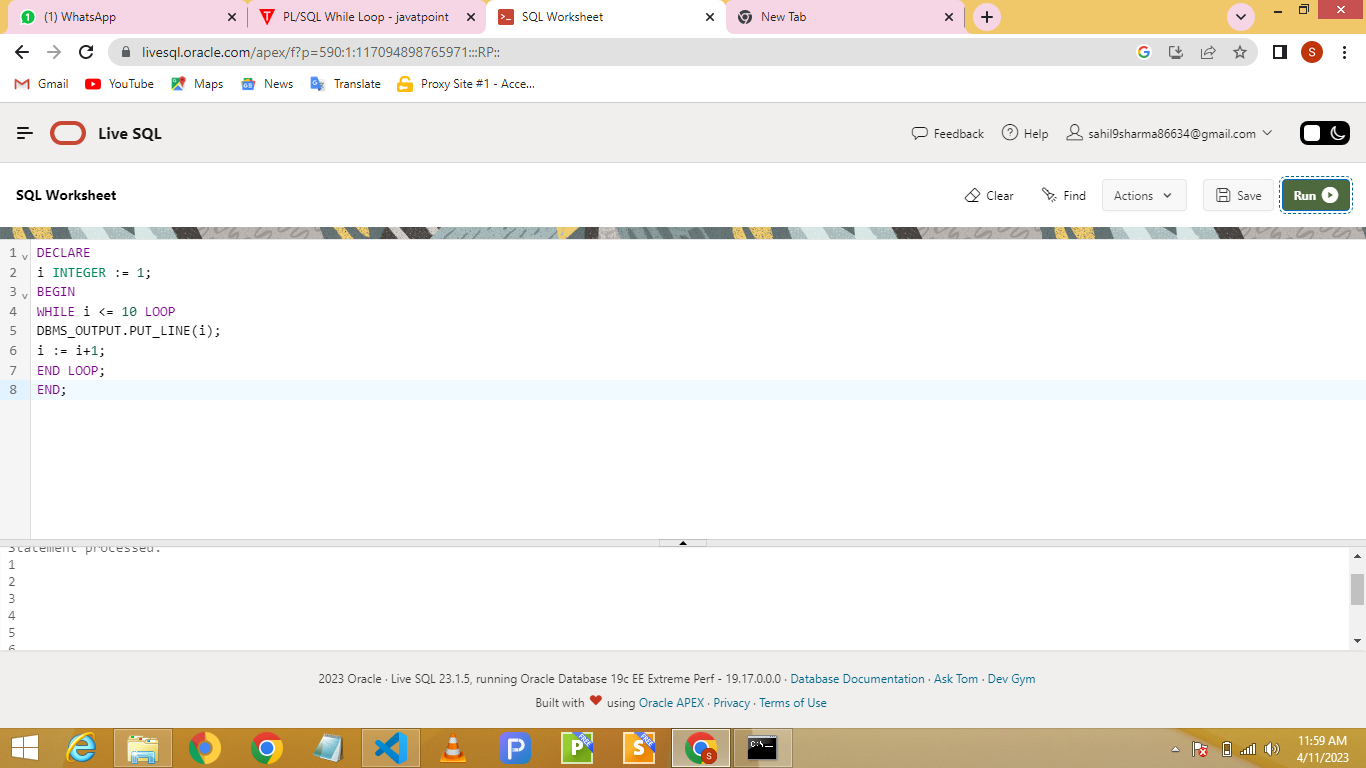 (1) WhatsApp
PL/SQL While Loop - javatpoint
SQL Worksheet
New Tab
livesql.oracle.com/apex/f?p=590:1:117094898765971:::RP::
S
Gmail
YouTube
Maps
News
Translate
Proxy Site #1 - Acce...
Live SQL
Feedback
Help
sahil9sharma86634@gmail.com
SQL Worksheet
Clear
Find
Actions
Save
Run
1 DECLARE
2 i INTEGER := 1;
3 BEGIN
4 WHILE i <= 10 LOOP
5 DBMS_OUTPUT.PUT_LINE(i);
6 i := i+1;
7 END LOOP;
8 END;
Statement processed.
1
2
3
4
5
6
2023 Oracle · Live SQL 23.1.5, running Oracle Database 19c EE Extreme Perf - 19.17.0.0.0 · Database Documentation · Ask Tom · Dev Gym
Built with ❤ using Oracle APEX · Privacy · Terms of Use
11:59 AM
4/11/2023